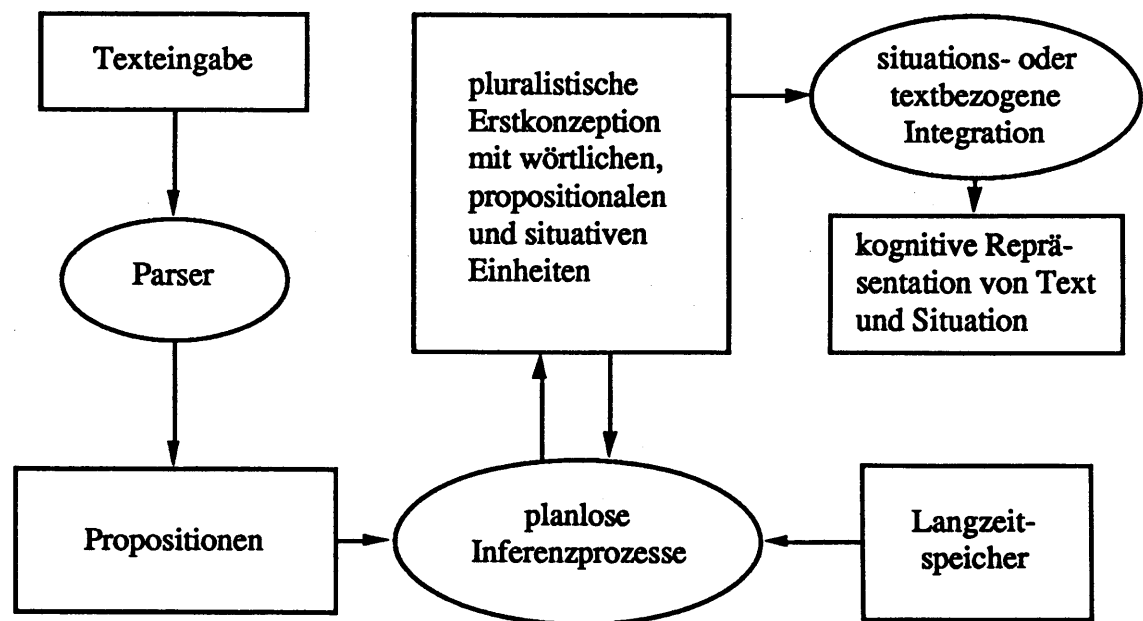 Texteingabe
Parser
Propositionen
pluralistische
Erstkonzeption
mit wörtlichen,
propositionalen
und situativen
Einheiten
planlose
Inferenzprozesse
situations- oder
textbezogene
Integration
kognitive Reprä-
sentation von Text
und Situation
Langzeit-
speicher